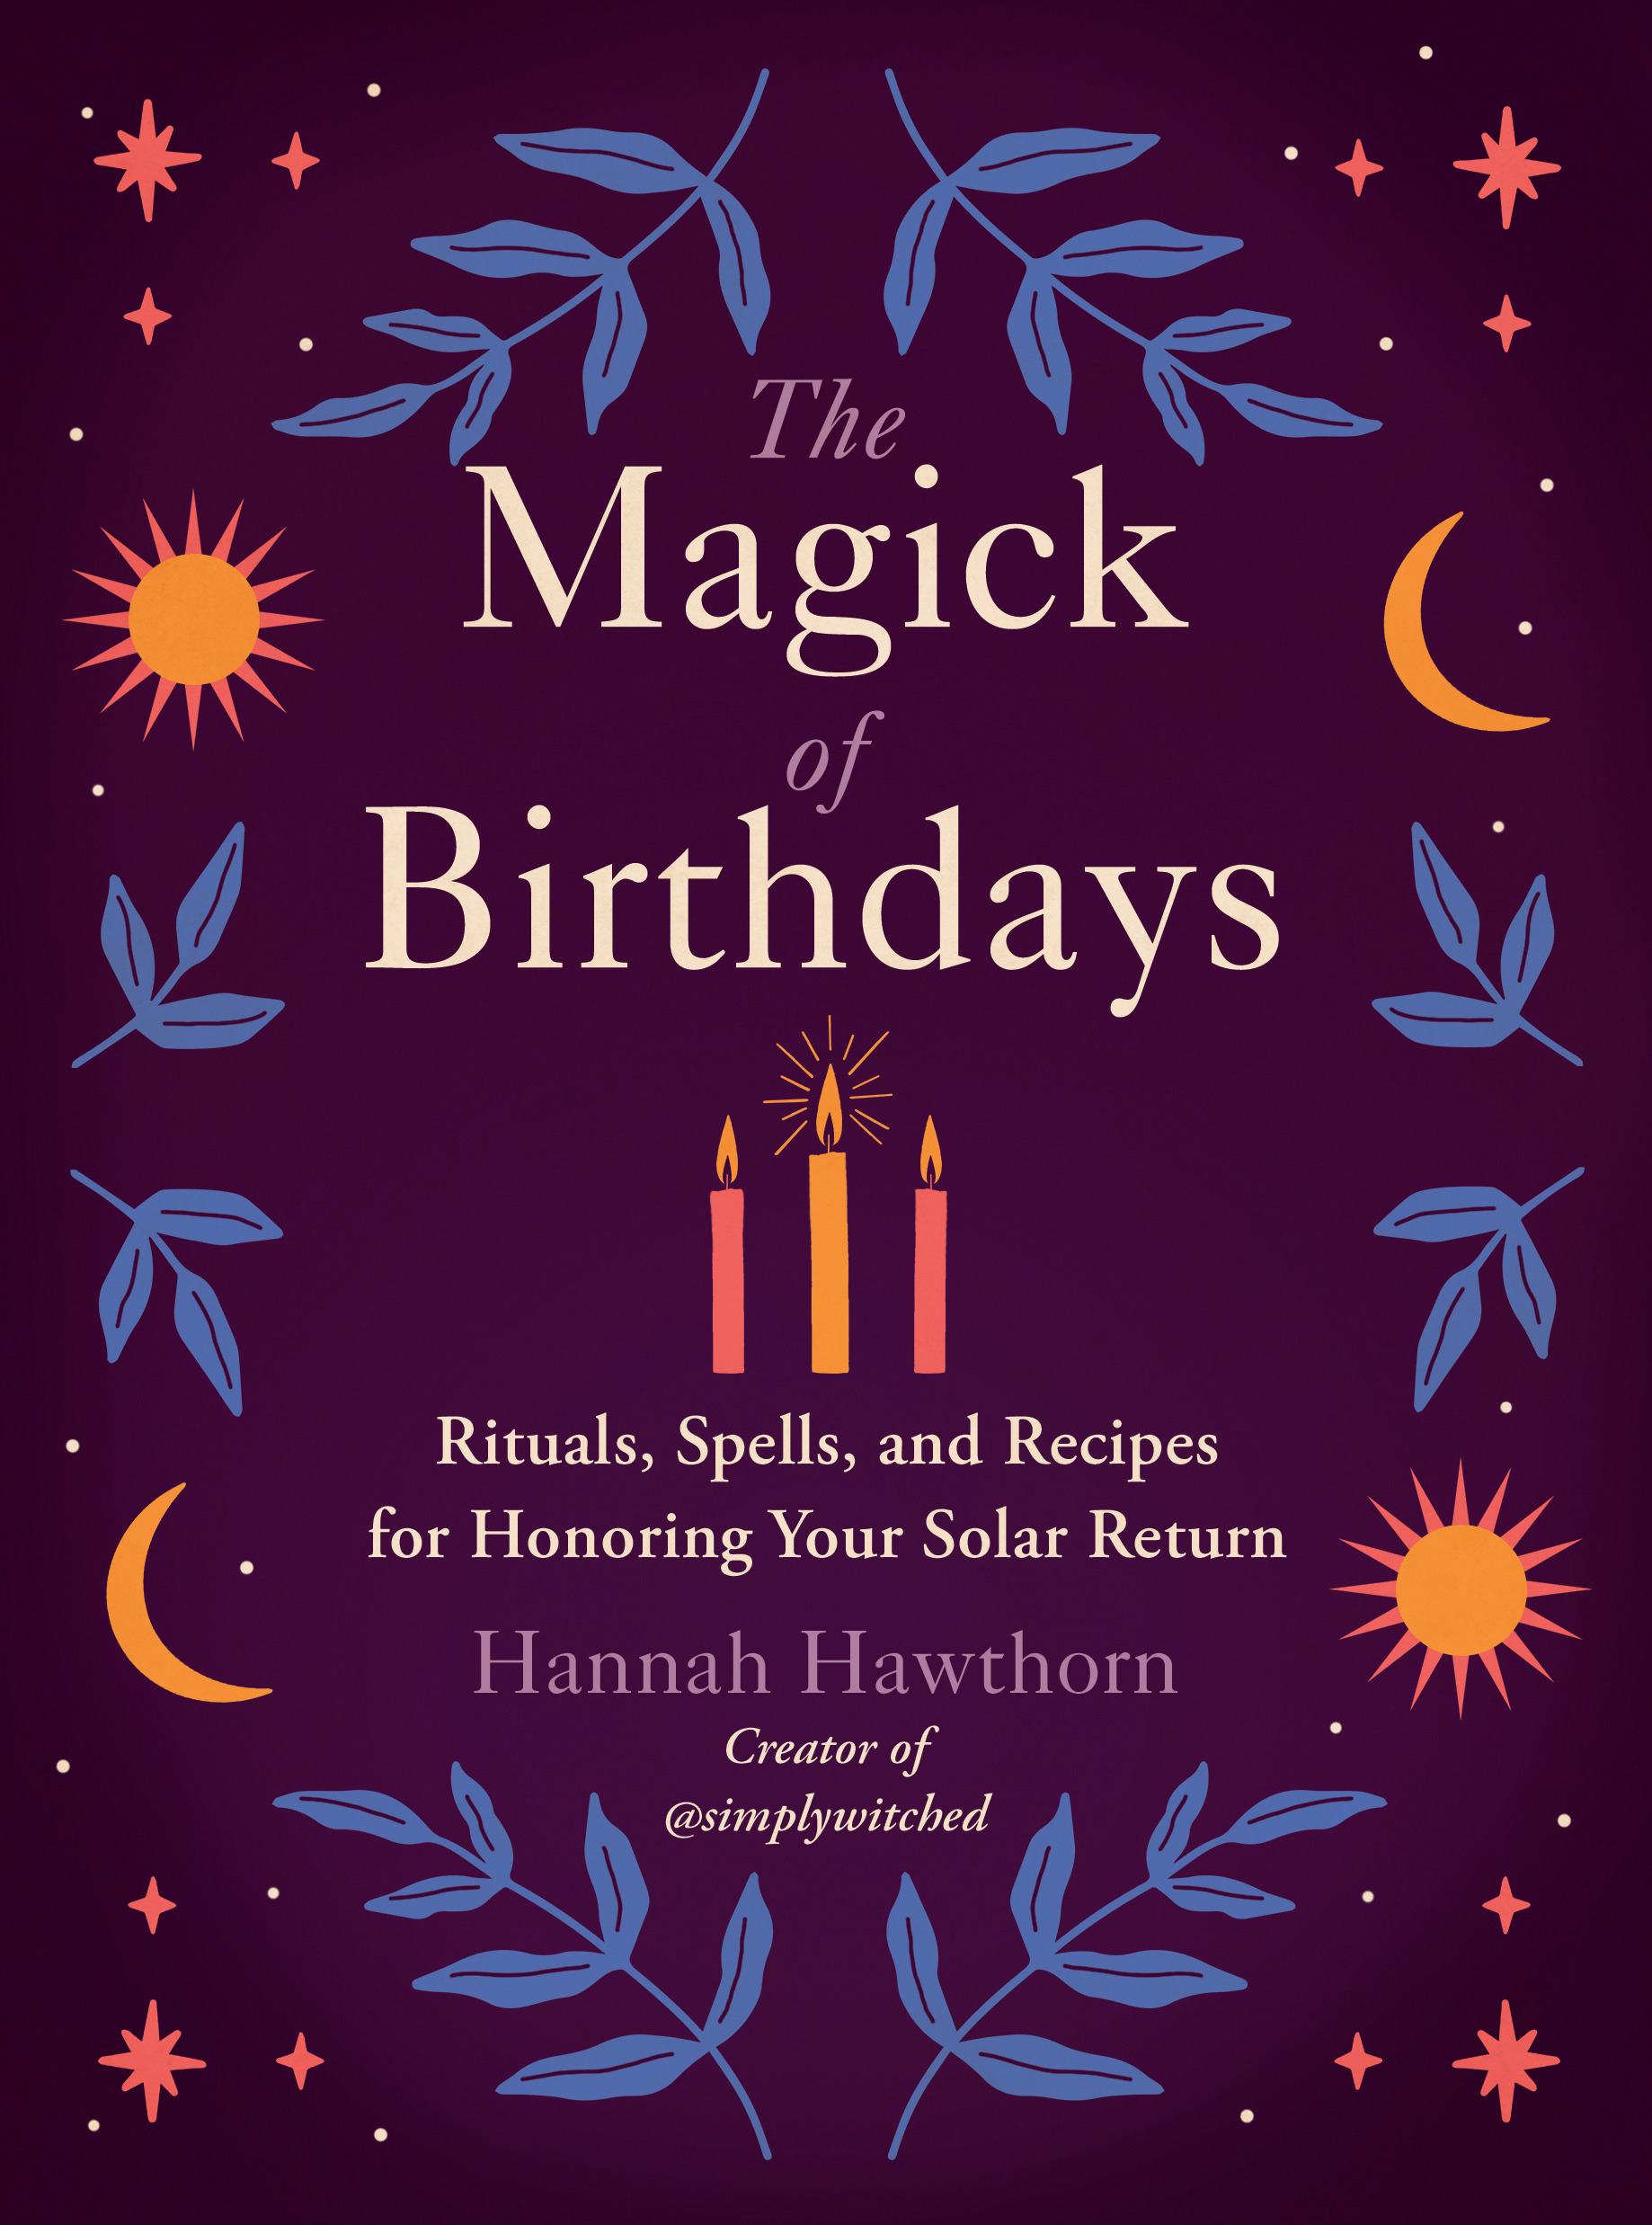 The
Magick
of
Birthdays
Rituals, Spells, and Recipes
for Honoring Your Solar Return
Hannah Hawthorn
Creator of
@simplywitched